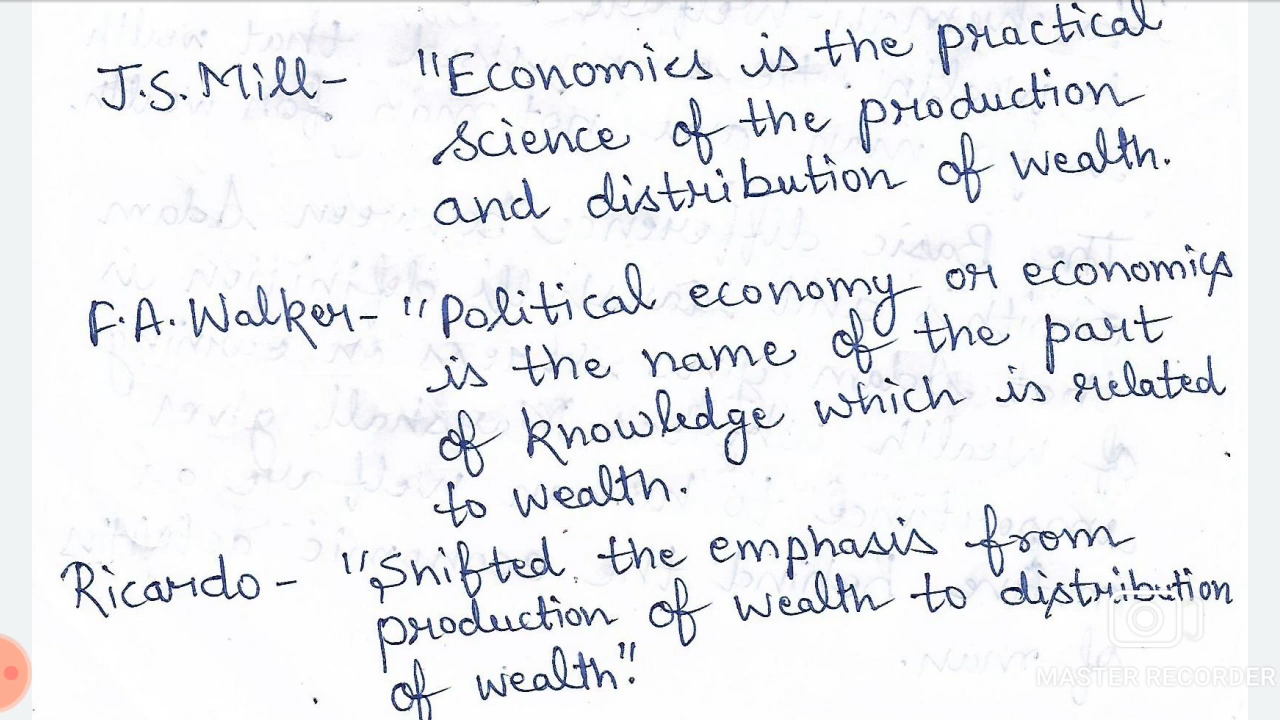 J.S. Mill - "Economics is the practical
science of the production
and distribution of wealth.
F.A. Walker - "Political economy or economics
is the name of the part
of knowledge which is related
to wealth.
Ricardo - "Shifted the emphasis from
production of wealth to distribution
of wealth".
MASTER RECORDER